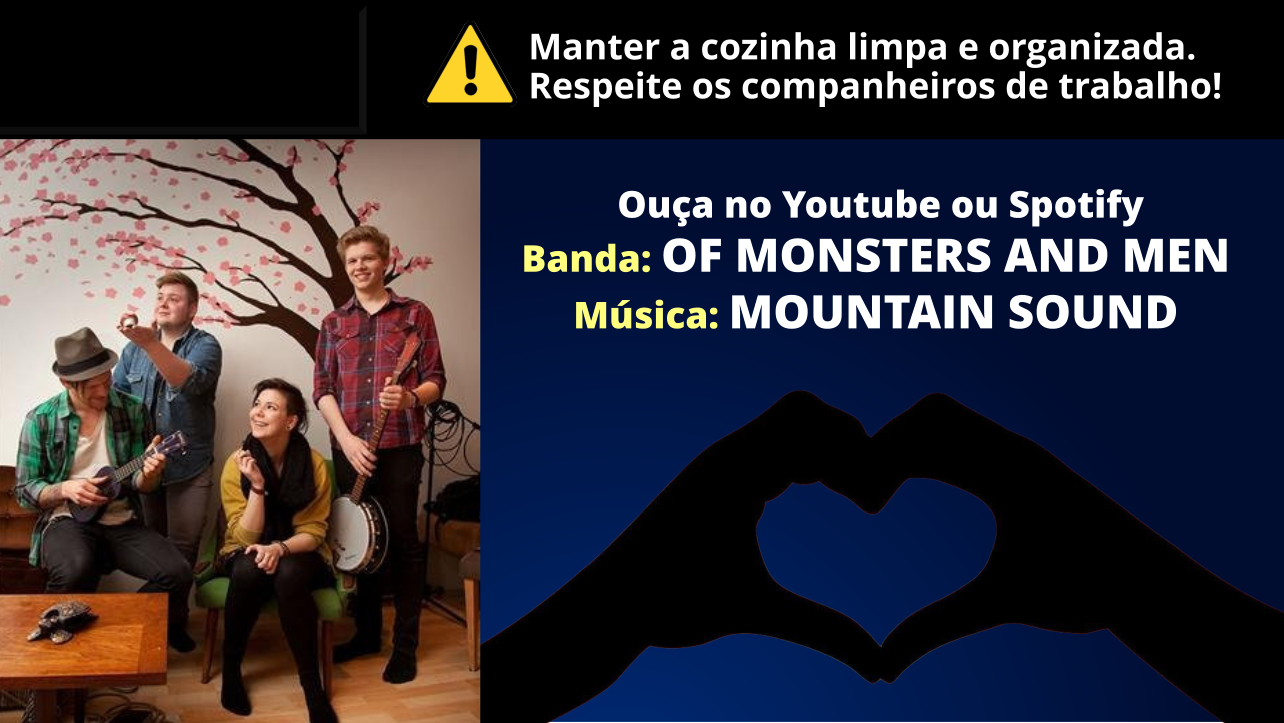 Manter a cozinha limpa e organizada.
Respeite os companheiros de trabalho!
Ouça no Youtube ou Spotify
Banda: OF MONSTERS AND MEN
Música: MOUNTAIN SOUND